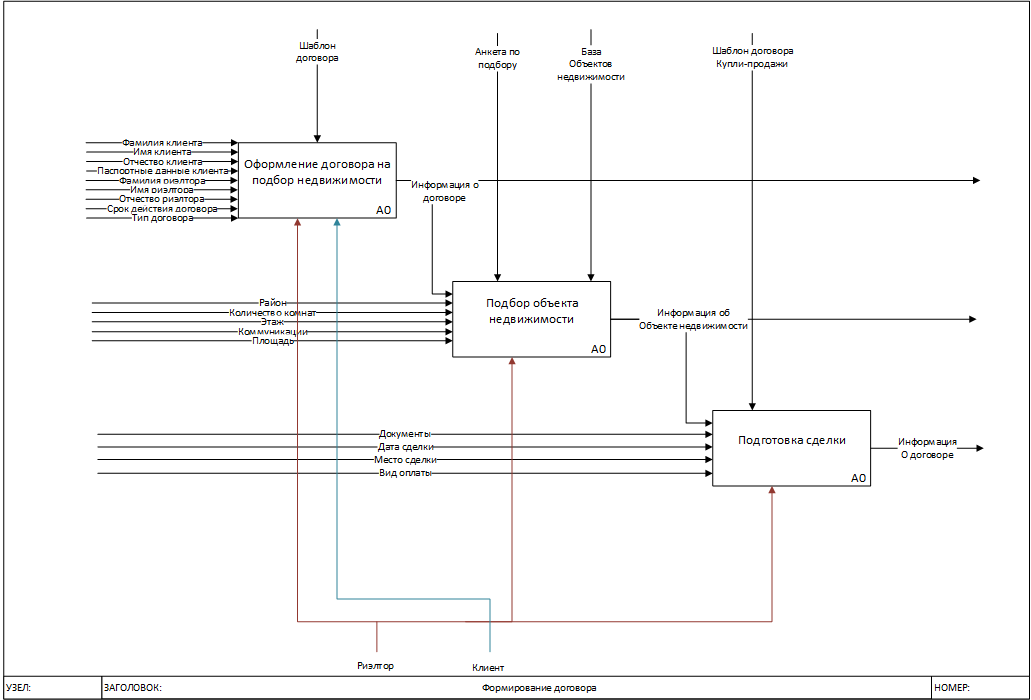 Шаблон
договора
Анкета по
подбору
База
Объектов
недвижимости
Шаблон договора
Купли-продажи
Фамилия клиента
Имя клиента
Отчество клиента
Паспортные данные клиента
Фамилия риэлтора
Имя риэлтора
Отчество риэлтора
Срок действия договора
Тип договора
Оформление договора на
подбор недвижимости
А0
Информация о
договоре
Район
Количество комнат
Этаж
Коммуникации
Площадь
Подбор объекта
недвижимости
А0
Информация об
Объекте недвижимости
Документы
Дата сделки
Место сделки
Вид оплаты
Подготовка сделки
А0
Информация
О договоре
Риэлтор
Клиент
УЗЕЛ:
ЗАГОЛОВОК:
Формирование договора
НОМЕР: